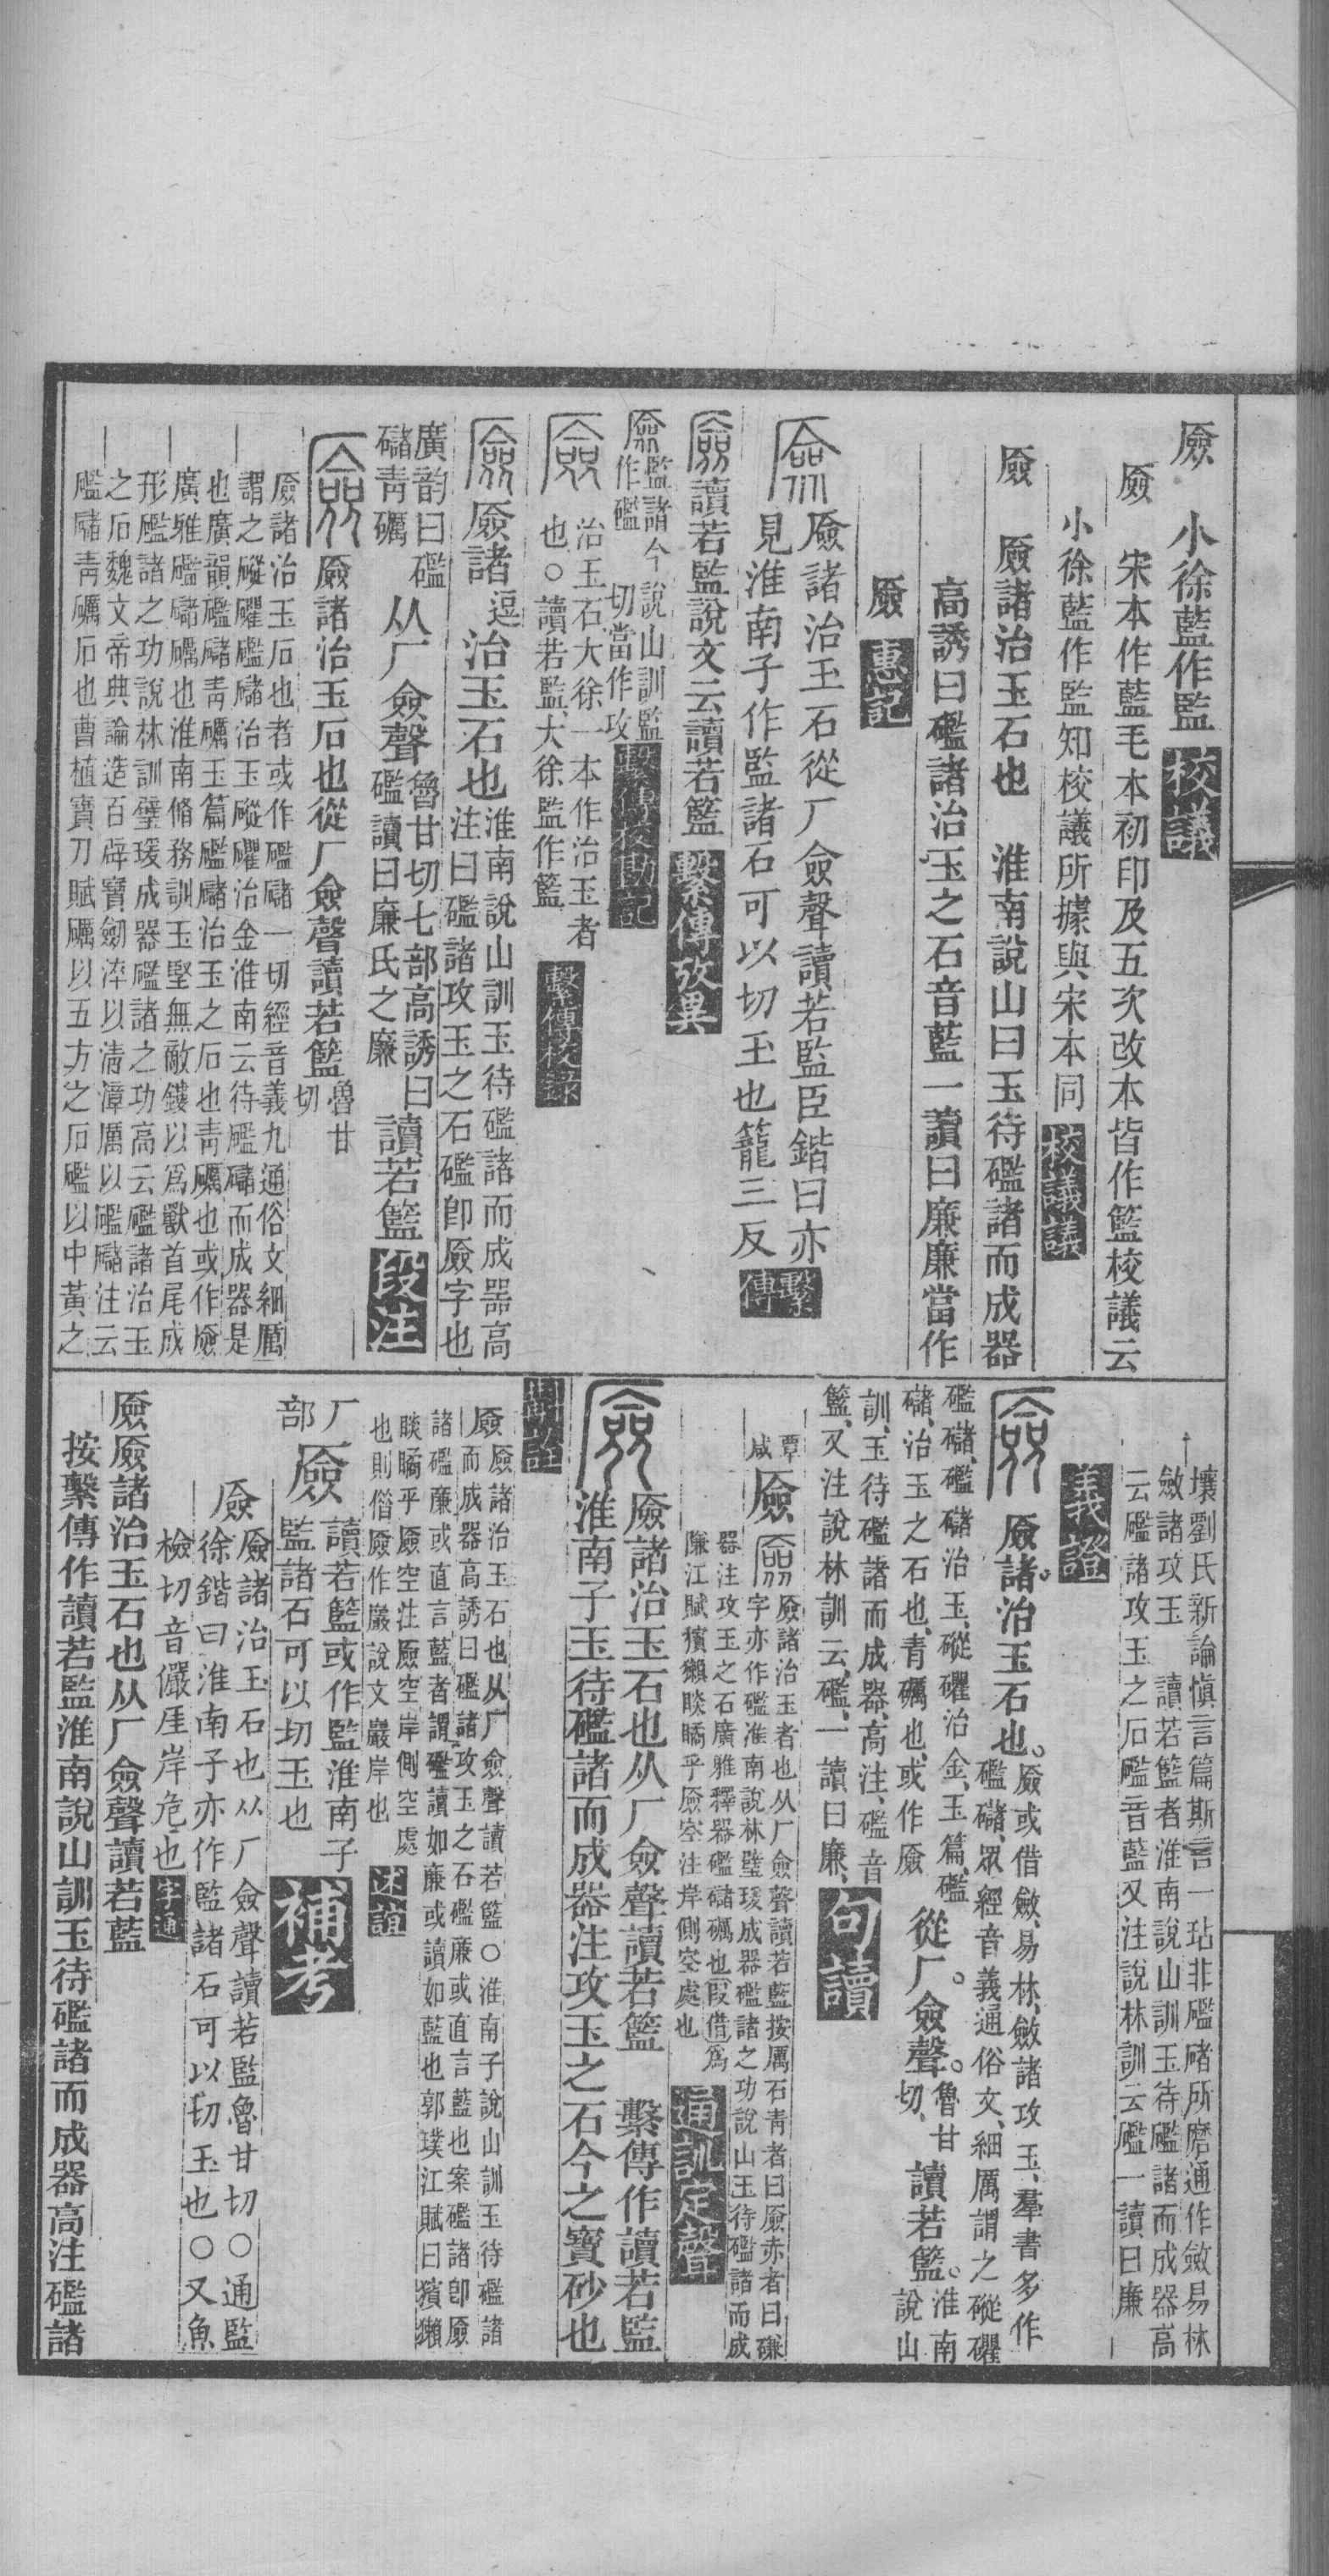 厱　小徐藍作監　校議
厱　宋本作藍毛本初印及五次改本皆作籃校議云
小徐藍作監知校議所據與宋本同　校議議
厱　厱諸治玉石也　淮南說山曰玉待礛諸而成器
高誘曰礛諸治玉之石音藍一讀曰廉廉當作
厱　惠記
厱諸治玉石從厂僉聲讀若監臣鍇曰亦
見淮南子作監諸石可以切玉也籠三反　繫傳
讀若監說文云讀若籃　繫傳攷異
監諸今說山訓監
作礛　切當作攻　繫傳校勘記
治玉石大徐一本作治玉者
也○讀若監大徐監作籃　繫傳校錄
厱諸逗治玉石也淮南說山訓玉待礛諸而成器高
注曰礛諸攻玉之石礛卽厱字也
廣韵曰礛
礛青礪从厂僉聲魯甘切七部高誘曰
礛讀曰廉氏之廉讀若籃　段注
厱諸治玉石也從厂僉聲讀若籃魯甘切
厱諸治玉石也者或作礛䃴一切經音義九通俗文細厲
謂之磫礭礛䃴治玉磫礭治金淮南云待礛䃴而成器是
也廣韻礛䃴青礪玉篇礛䃴治玉之石也青礪也或作厱
廣雅礛䃴礪也淮南脩務訓玉堅無敵鏤以為獸首尾成
形礛諸之功說林訓璧瑗成器礛諸之功高云礛諸治玉
之石魏文帝典論造百辟寶劒淬以淸漳厲以礛䃴注云
礛䃴青礪石也曹植寶刀賦礪以五方之石礛以中黃之
壤劉氏新論愼言篇斯言一玷非礛䃴所磨通作斂易林
斂諸攻玉　讀若籃者淮南說山訓玉待礛諸而成器高
云礛諸攻玉之石礛音藍又注說林訓云礛一讀曰廉
義證
厱諸治玉石也厱或借斂易林斂諸攻玉羣書多作
礛䃴眾經音義通俗文細厲謂之磫礭
礛䃴礛䃴治玉磫礭治金玉篇礛
䃴治玉之石也青礪也或作厱從厂僉聲魯甘切讀若籃淮南說山
訓玉待礛諸而成器高注礛音
籃又注說林訓云礛一讀曰廉　句讀
覃咸　厱　厱諸治玉者也从厂僉聲讀若藍按厲石青者曰厱赤者曰磏
字亦作礛淮南說林璧瑗成器礛諸之功說山玉待礛諸而成
器注攻玉之石廣雅釋器礛䃴礪也叚借為
廉江賦獱獺睒瞲乎厱空注岸側空處也　通訓定聲
厱諸治玉石也从厂僉聲讀若籃　繫傳作讀若監
淮南子玉待礛諸而成器注攻玉之石今之寶砂也
厱諸治玉石也从厂僉聲讀若籃○淮南子說山訓玉待礛諸
厱而成器高誘曰礛諸攻玉之石礛廉或直言藍也案礛諸卽厱
諸礛廉或直言藍者謂礛讀如廉或讀如藍也郭璞江賦曰獱獺
睒瞲乎厱空注厱空岸側空處
也則借厱作巖說文巖岸也　述誼
厂部　厱　讀若籃或作監淮南子
監諸石可以切玉也　補考
厱　厱諸治玉石也从厂僉聲讀若監魯甘切○通監
徐鍇曰淮南子亦作監諸石可以切玉也○又魚
檢切音儼厓岸危也　字通
厱厱諸治玉石也从厂僉聲讀若藍
按繫傳作讀若監淮南說山訓玉待礛諸而成器高注礛諸